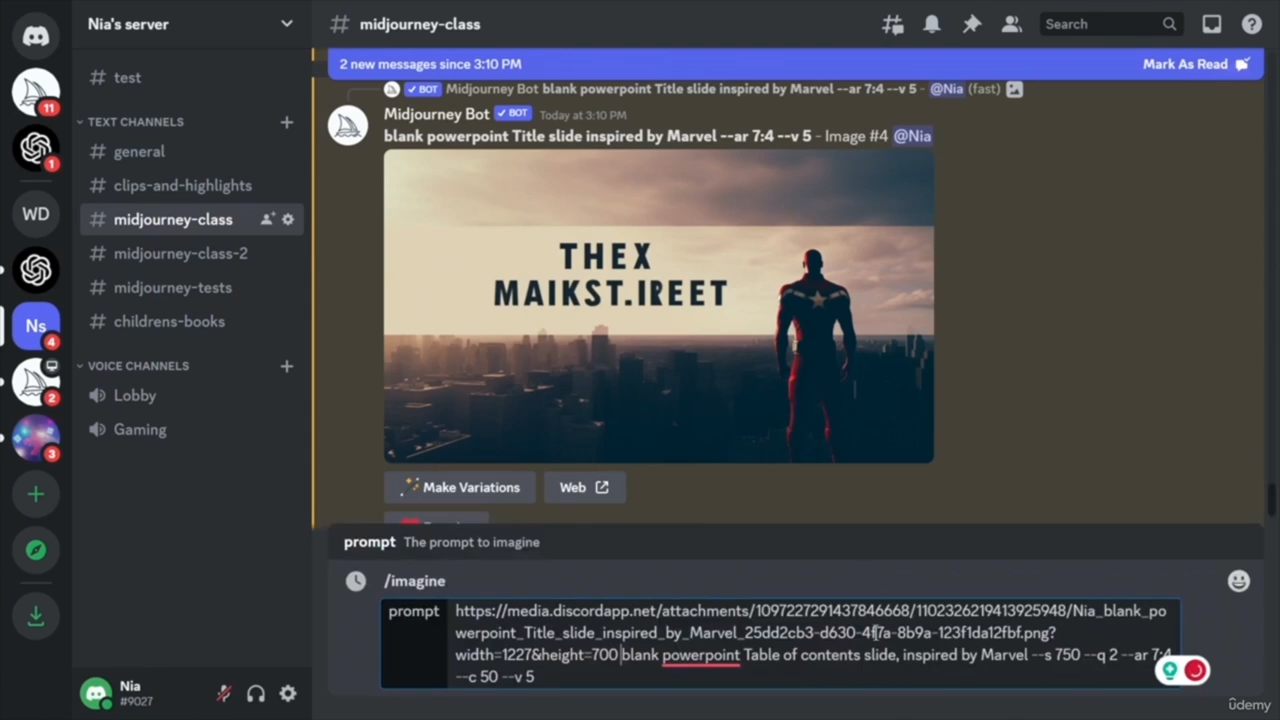 Nia's server
midjourney-class
Search
2 new messages since 3:10 PM
Mark As Read
BOT Midjourney Bot blank powerpoint Title slide inspired by Marvel --ar 7:4 --v 5 - @Nia (fast)
Midjourney Bot BOT Today at 3:10 PM
blank powerpoint Title slide inspired by Marvel --ar 7:4 --v 5 - Image #4 @Nia
THEX
MAIKST.IREET
Make Variations
Web
test
TEXT CHANNELS
general
clips-and-highlights
midjourney-class
midjourney-class-2
midjourney-tests
childrens-books
VOICE CHANNELS
Lobby
Gaming
11
1
WD
Ns
4
2
3
prompt The prompt to imagine
/imagine
prompt
https://media.discordapp.net/attachments/1097227291437846668/1102326219413925948/Nia_blank_po
werpoint_Title_slide_inspired_by_Marvel_25dd2cb3-d630-4f7a-8b9a-123f1da12fbf.png?
width=1227&height=700 blank powerpoint Table of contents slide, inspired by Marvel --s 750 --q 2 --ar 7:4
--c 50 --v 5
Nia
#9027
ûdemy